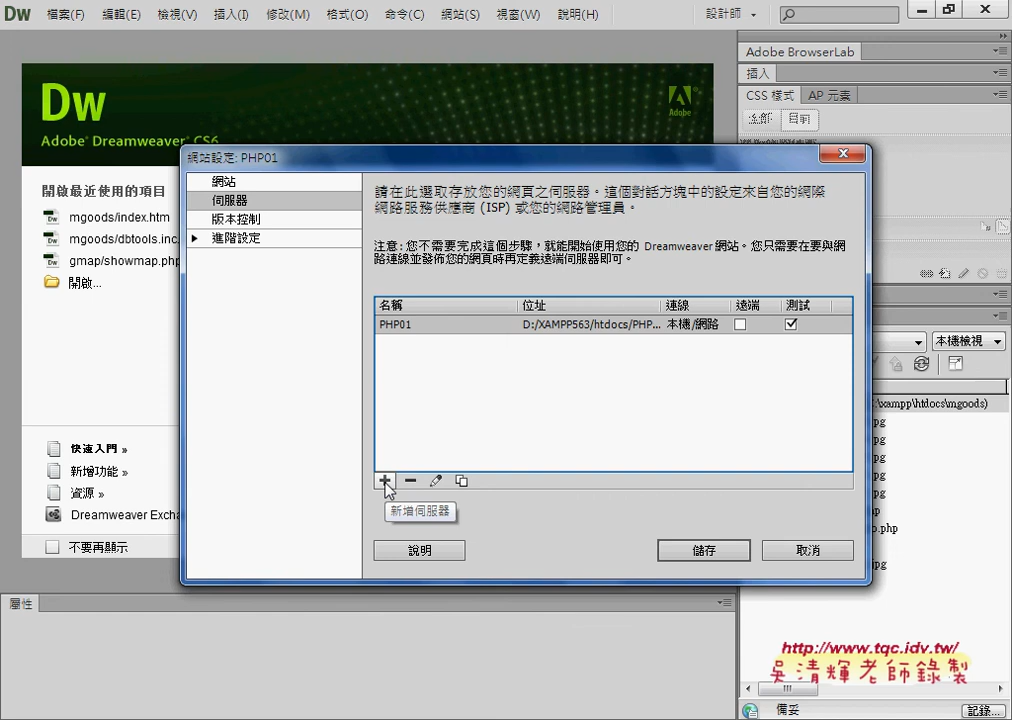 Dw 檔案(F) 編輯(E) 檢視(V) 插入(I) 修改(M) 格式(O) 命令(C) 網站(S) 視窗(W) 說明(H) 設計師
Adobe BrowserLab
插入
CSS 樣式 AP 元素
全部 目前
Dw
Adobe® Dreamweaver® CS6
Adobe
開啟最近使用的項目
mgoods/index.htm
mgoods/dbtools.inc.
gmap/showmap.php
開啟...
快速入門 »
新增功能 »
資源 »
Dreamweaver Excha
不要再顯示
網站設定: PHP01
網站
伺服器
版本控制
進階設定
請在此選取存放您的網頁之伺服器。這個對話方塊中的設定來自您的網際
網路服務供應商 (ISP) 或您的網路管理員。
注意:您不需要完成這個步驟，就能開始使用您的 Dreamweaver 網站。您只需要在要與網
路連線並發佈您的網頁時再定義遠端伺服器即可。
名稱 位址 連線 遠端 測試
PHP01 D:/XAMPP563/htdocs/PHP... 本機/網路
新增伺服器
說明 儲存 取消
本機檢視
:\xampp\htdocs\mgoods)
pg
pg
pg
pg
pg
p
o.php
pg
屬性
http://www.tqc.idv.tw/
吳清輝老師錄製
備妥 記錄...